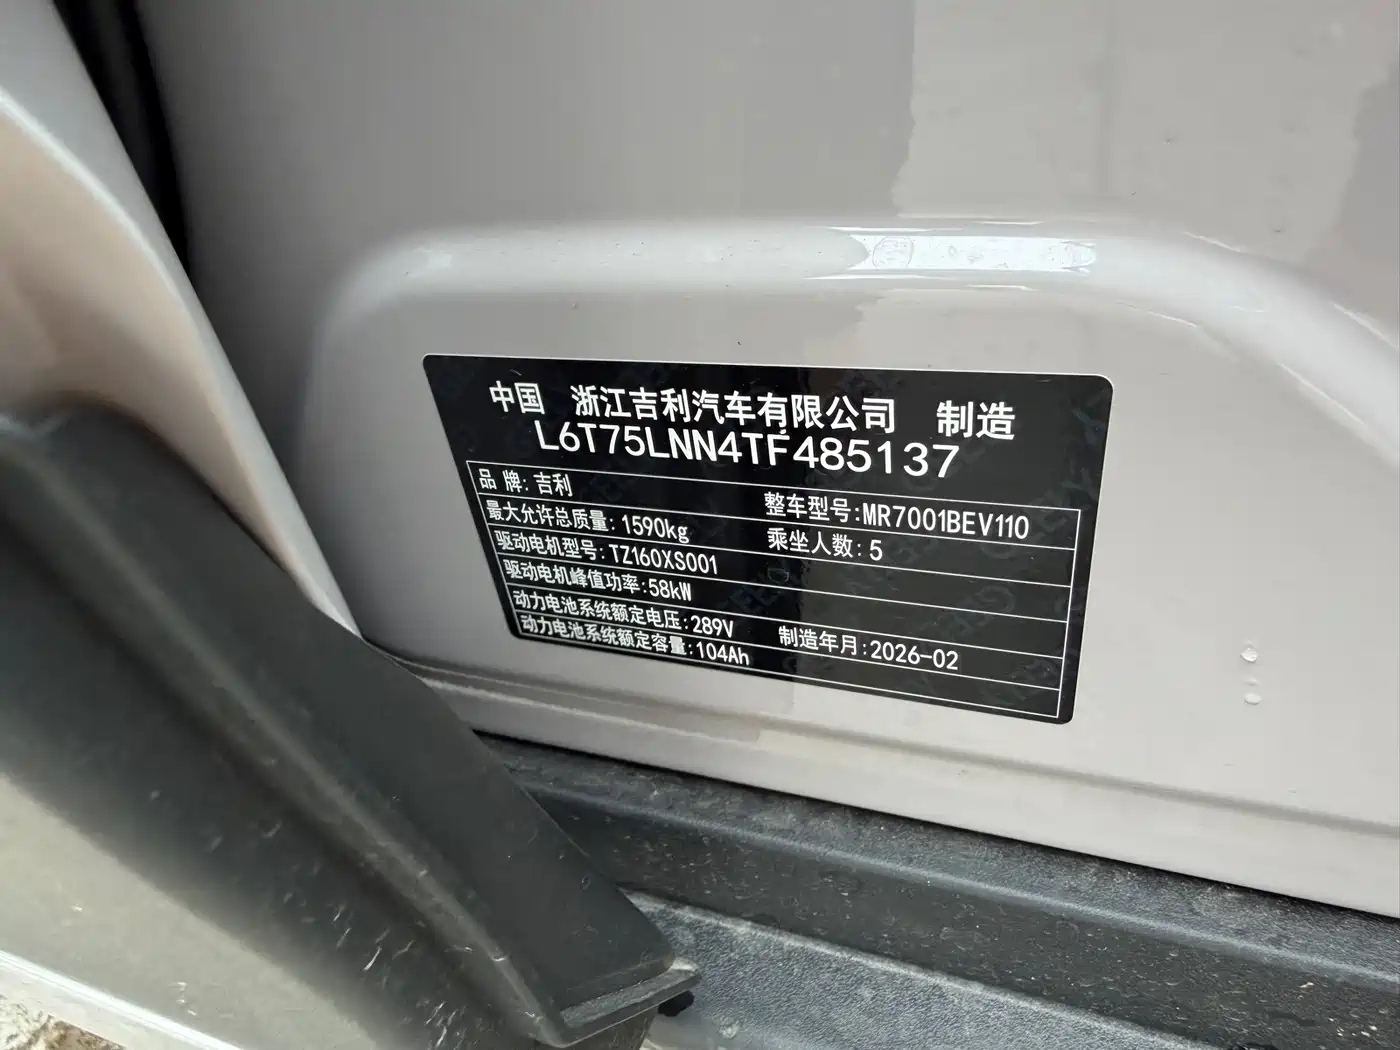 中国 浙江吉利汽车有限公司 制造
L6T75LNN4TF485137
品牌:吉利 整车型号:MR7001BEV110
最大允许总质量:1590kg 乘坐人数:5
驱动电机型号:TZ160XS001
驱动电机峰值功率:58kW
动力电池系统额定电压:289V 制造年月:2026-02
动力电池系统额定容量:104Ah